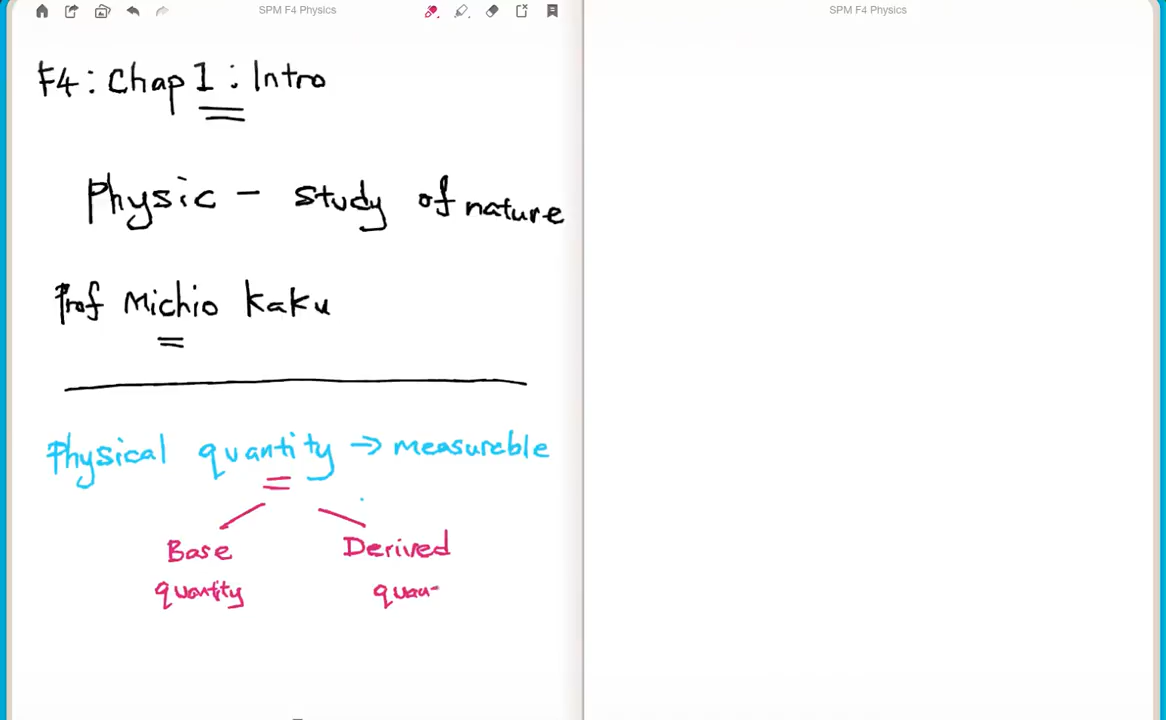 SPM F4 Physics
SPM F4 Physics
F4: Chap 1: Intro
Physic - study of nature
Prof Michio Kaku
Physical quantity → measurable
Base Derived
quantity quan-